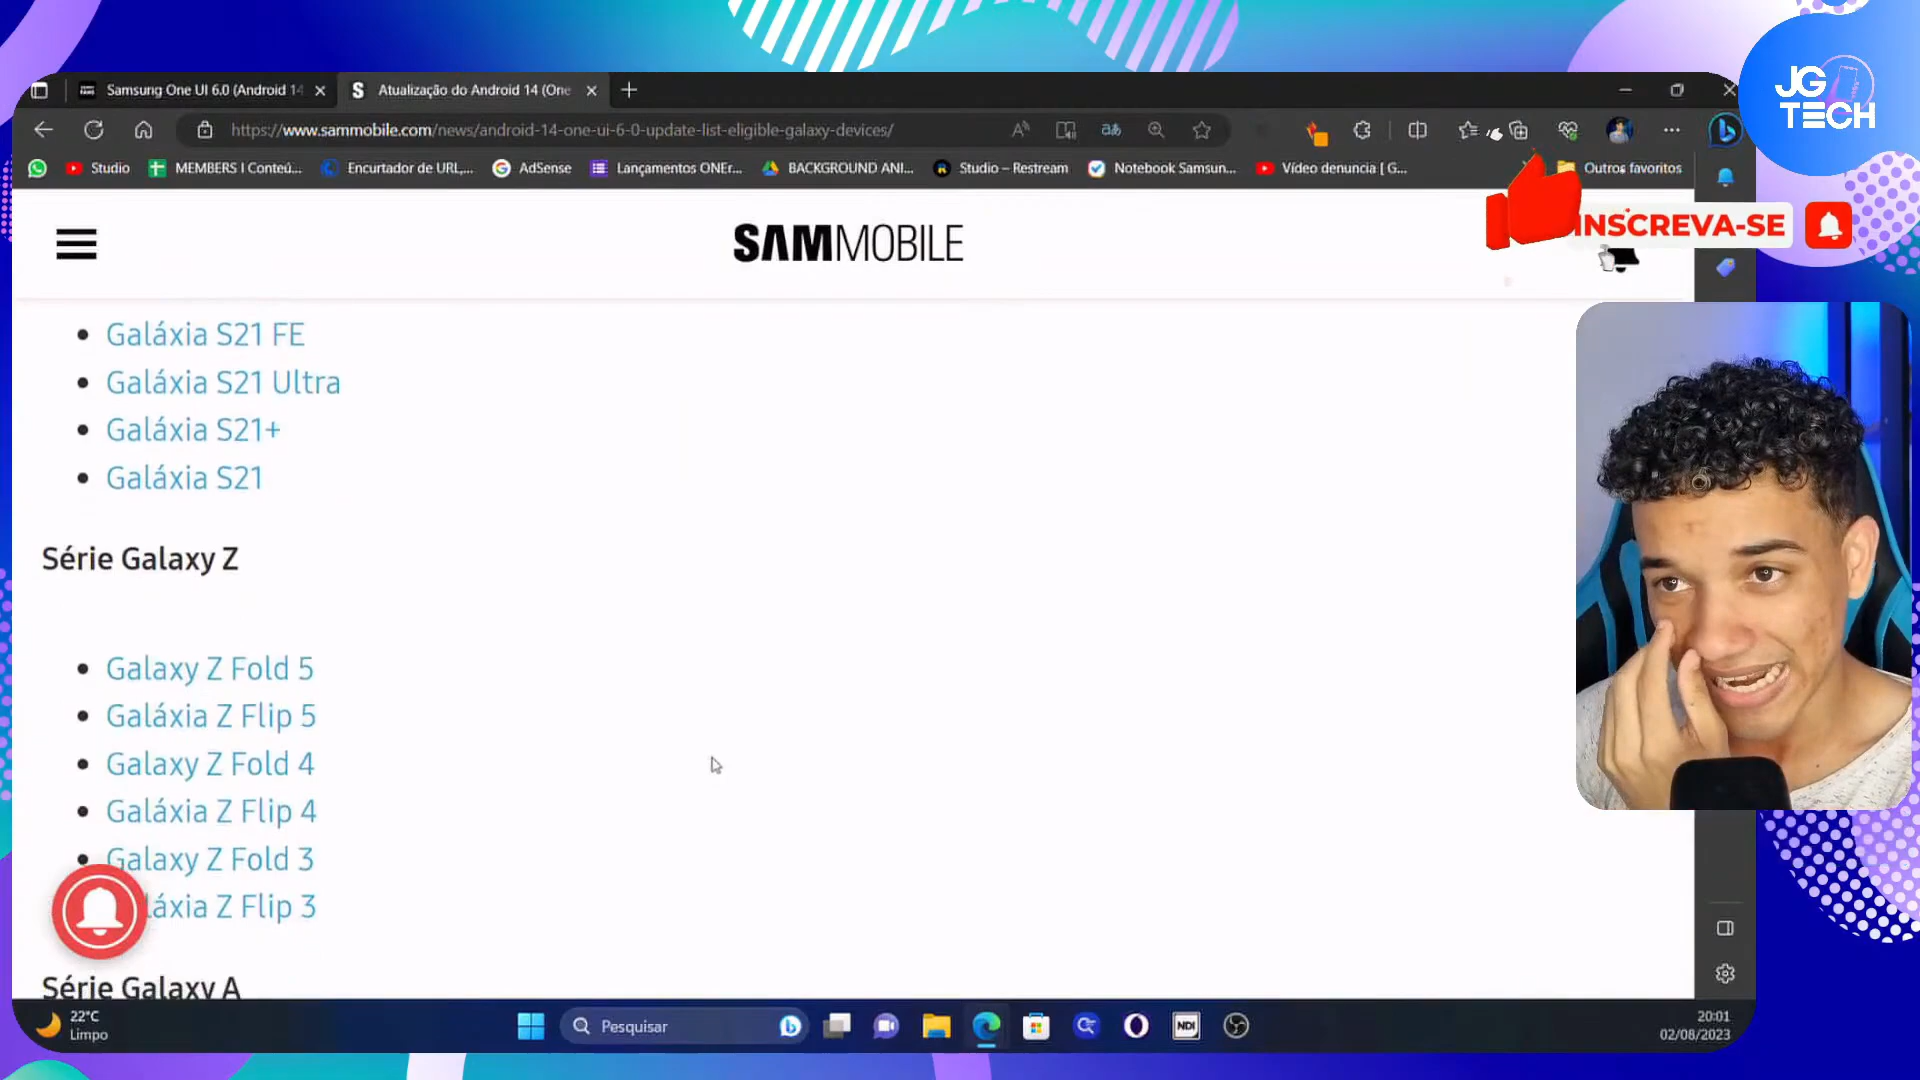 Samsung One UI 6.0 (Android 14
S Atualização do Android 14 (One
JG
TECH
https://www.sammobile.com/news/android-14-one-ui-6-0-update-list-eligible-galaxy-devices/
Studio
MEMBERS I Conteú...
Encurtador de URL,...
AdSense
Lançamentos ONEr...
BACKGROUND ANI...
Studio – Restream
Notebook Samsun...
Vídeo denuncia [ G...
Outros favoritos
SAMMOBILE
INSCREVA-SE
Galáxia S21 FE
Galáxia S21 Ultra
Galáxia S21+
Galáxia S21
Série Galaxy Z
Galaxy Z Fold 5
Galáxia Z Flip 5
Galaxy Z Fold 4
Galáxia Z Flip 4
Galaxy Z Fold 3
láxia Z Flip 3
Série Galaxy A
22°C
Limpo
Pesquisar
NDI
20:01
02/08/2023